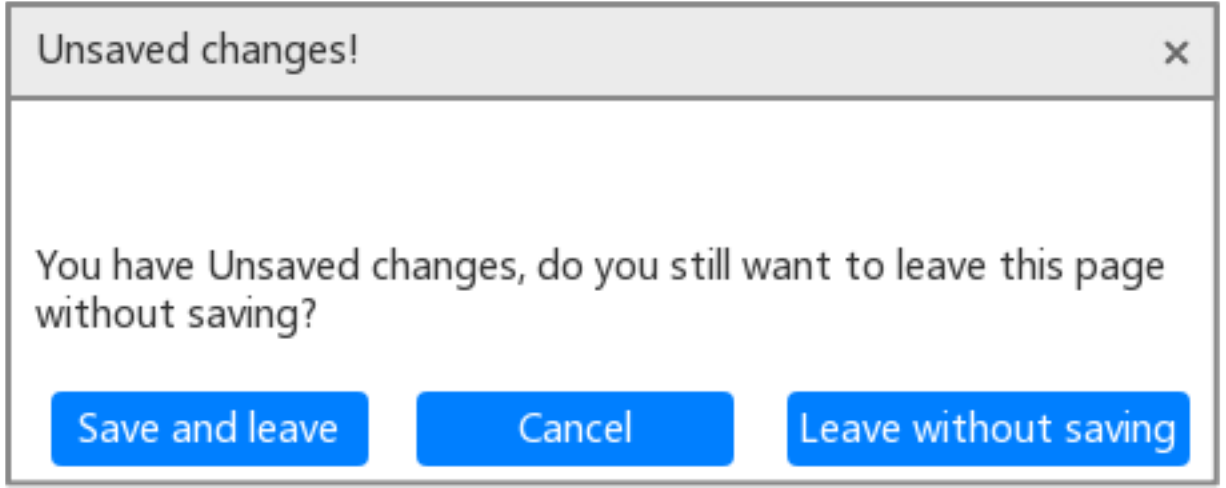 Unsaved changes!
You have Unsaved changes, do you still want to leave this page
without saving?
Save and leave
Cancel
Leave without saving